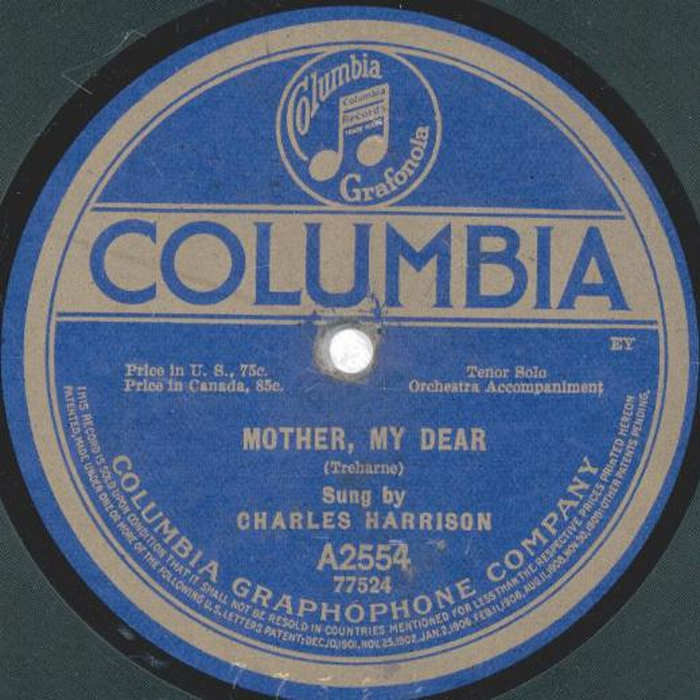 Columbia
Columbia
Records
Grafonola
COLUMBIA
EY
Price in U. S., 75c.
Price in Canada, 85c.
Tenor Solo
Orchestra Accompaniment
MOTHER, MY DEAR
(Treharne)
Sung by
CHARLES HARRISON
A2554
77524
COLUMBIA GRAPHOPHONE COMPANY
THIS RECORD IS SOLD UPON CONDITION THAT IT SHALL NOT BE RESOLD IN COUNTRIES MENTIONED FOR LESS THAN THE RESPECTIVE PRICES PRINTED HEREON
PATENTED, MADE UNDER ONE OR MORE OF THE FOLLOWING U.S. LETTERS PATENT: DEC.10,1901, NOV.25,1902, JAN.2,1906, FEB.11,1908, AUG.11,1908, NOV.30,1909: OTHER PATENTS PENDING.